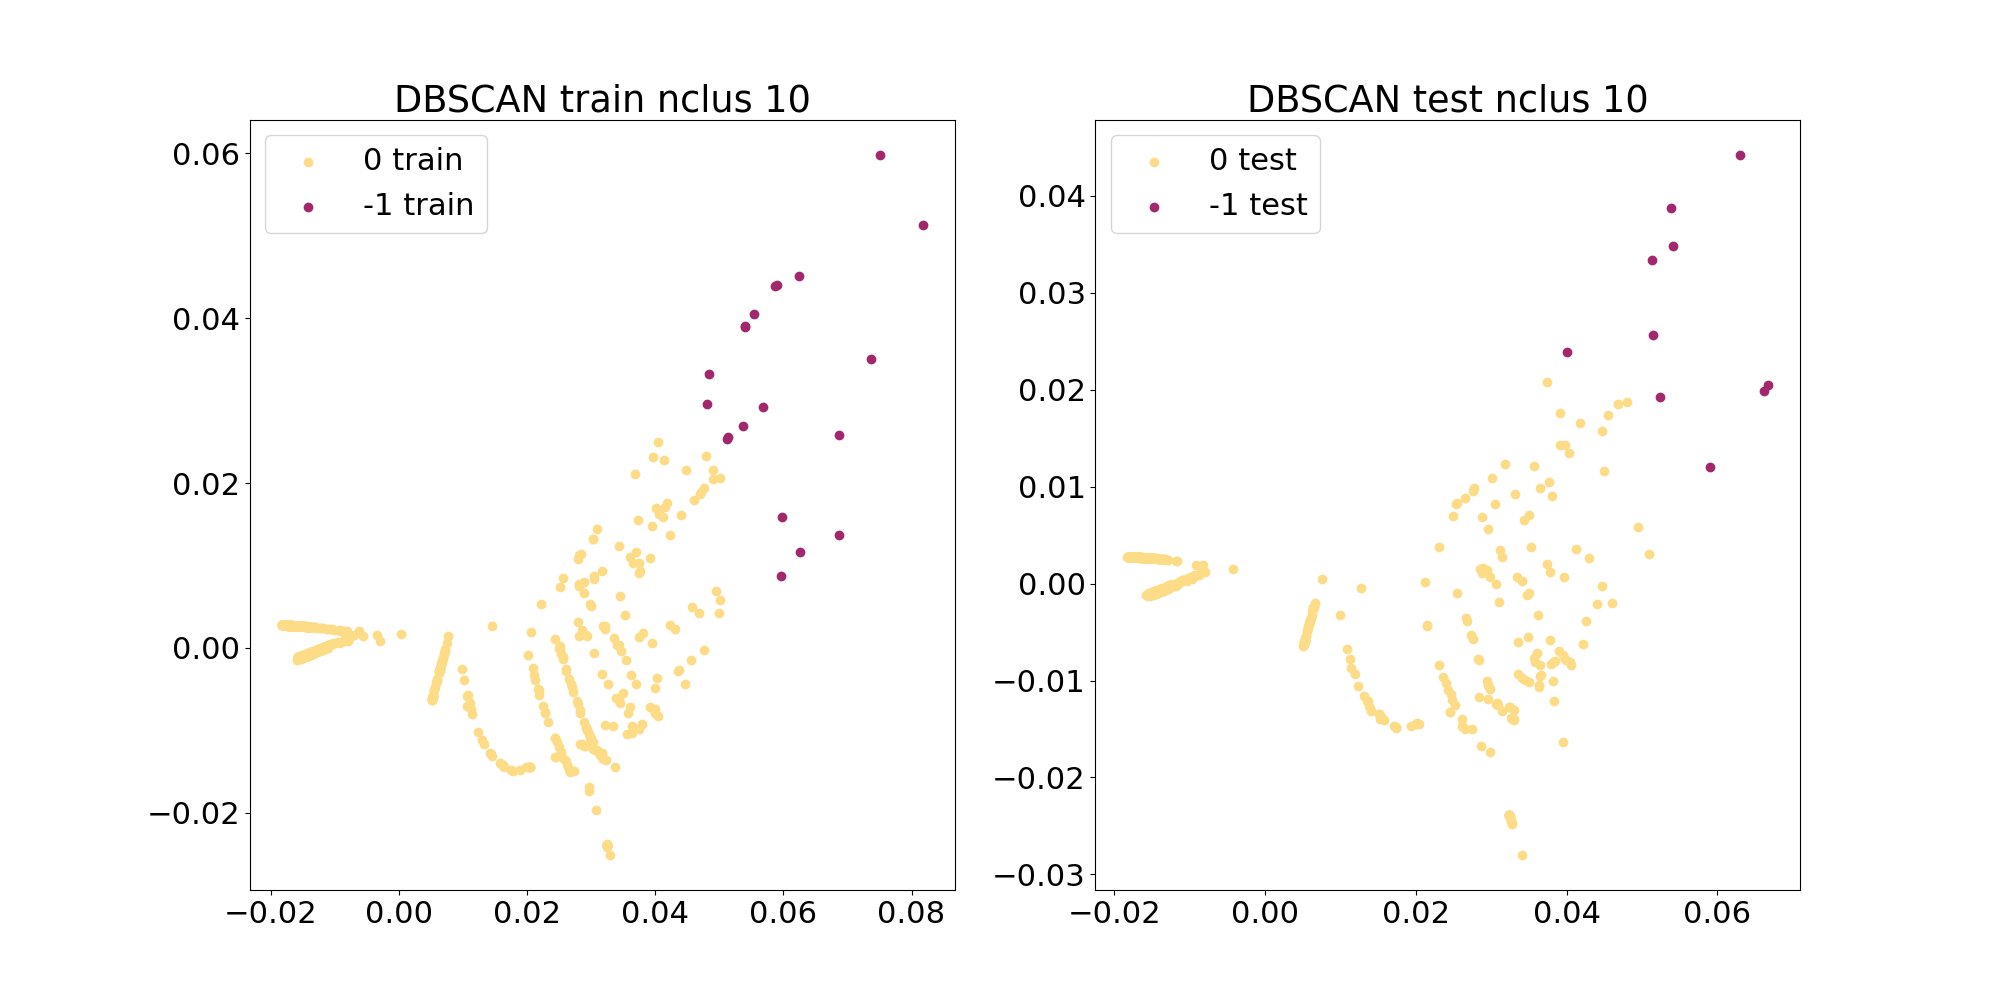 DBSCAN train nclus 10
0 train
-1 train
0.06
0.04
0.02
0.00
−0.02
−0.02 0.00 0.02 0.04 0.06 0.08
DBSCAN test nclus 10
0 test
-1 test
0.04
0.03
0.02
0.01
0.00
−0.01
−0.02
−0.03
−0.02 0.00 0.02 0.04 0.06